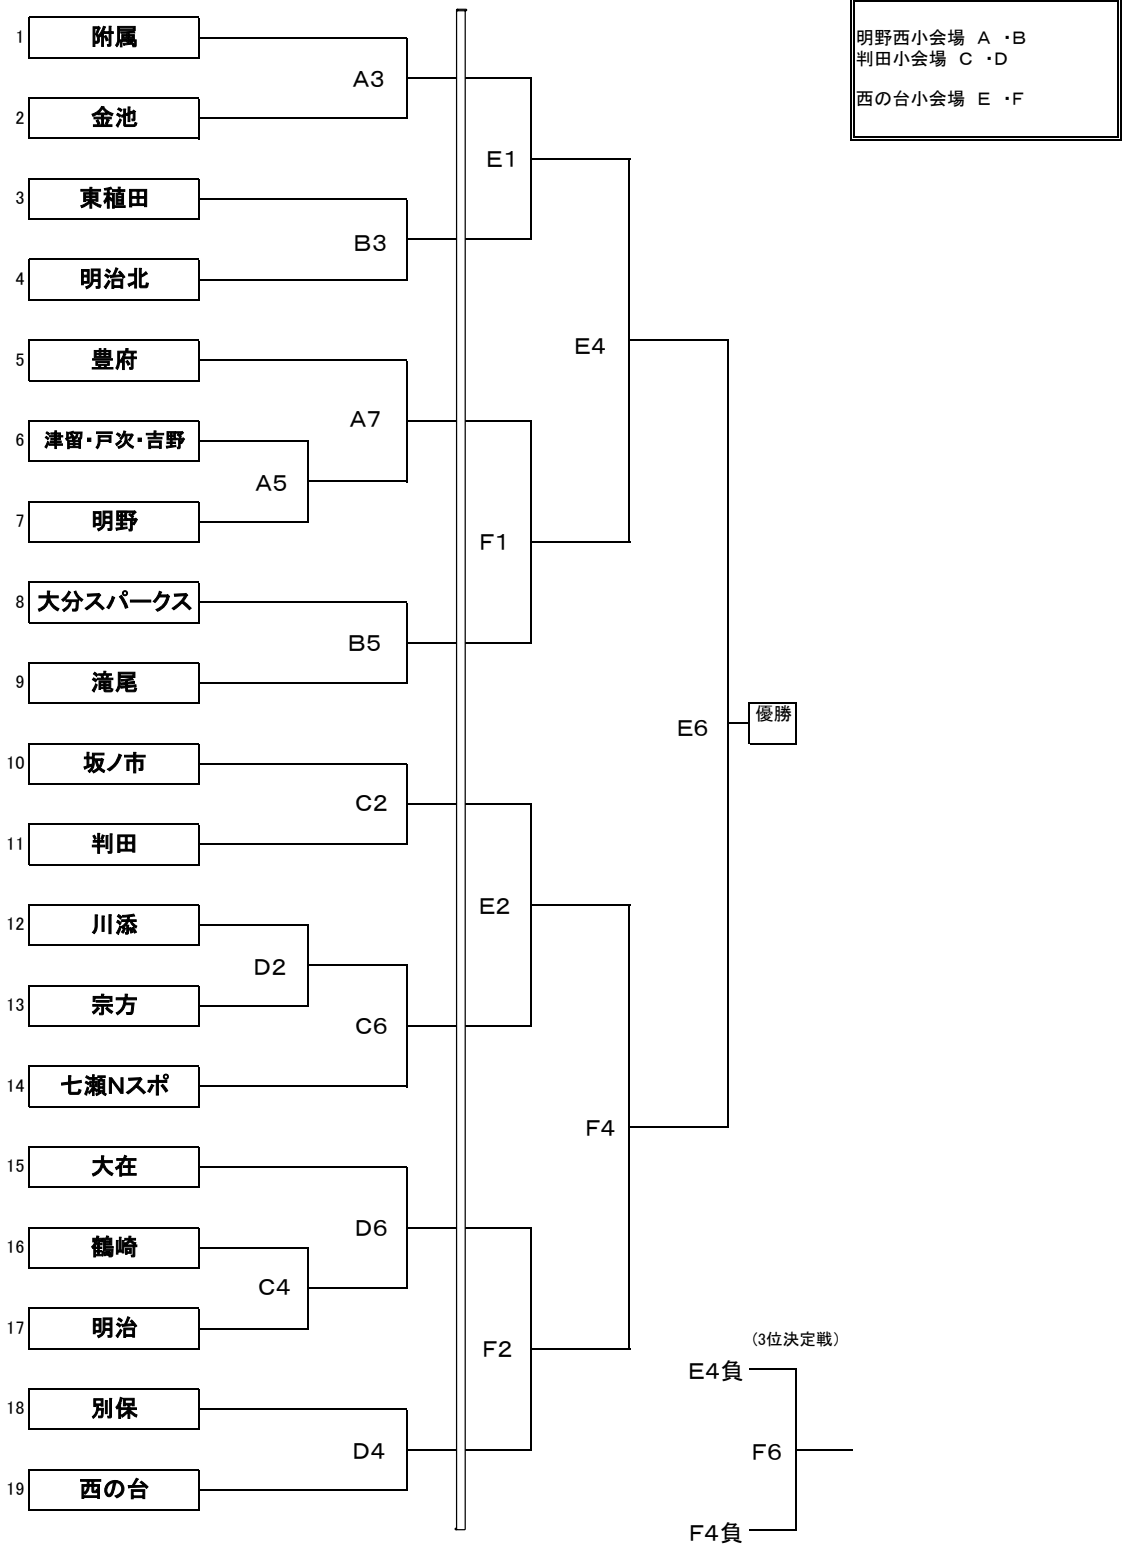 明野西小会場 A ・B
判田小会場 C ・D
西の台小会場 E ・F
1 附属
A3
2 金池
E1
3 東稙田
B3
4 明治北
E4
5 豊府
A7
6 津留・戸次・吉野
A5
7 明野
F1
8 大分スパークス
B5
9 滝尾
E6
優勝
10 坂ノ市
C2
11 判田
E2
12 川添
D2
13 宗方
C6
14 七瀬Nスポ
F4
15 大在
D6
16 鶴崎
C4
17 明治
F2
18 別保
D4
19 西の台
（3位決定戦）
E4負
F6
F4負